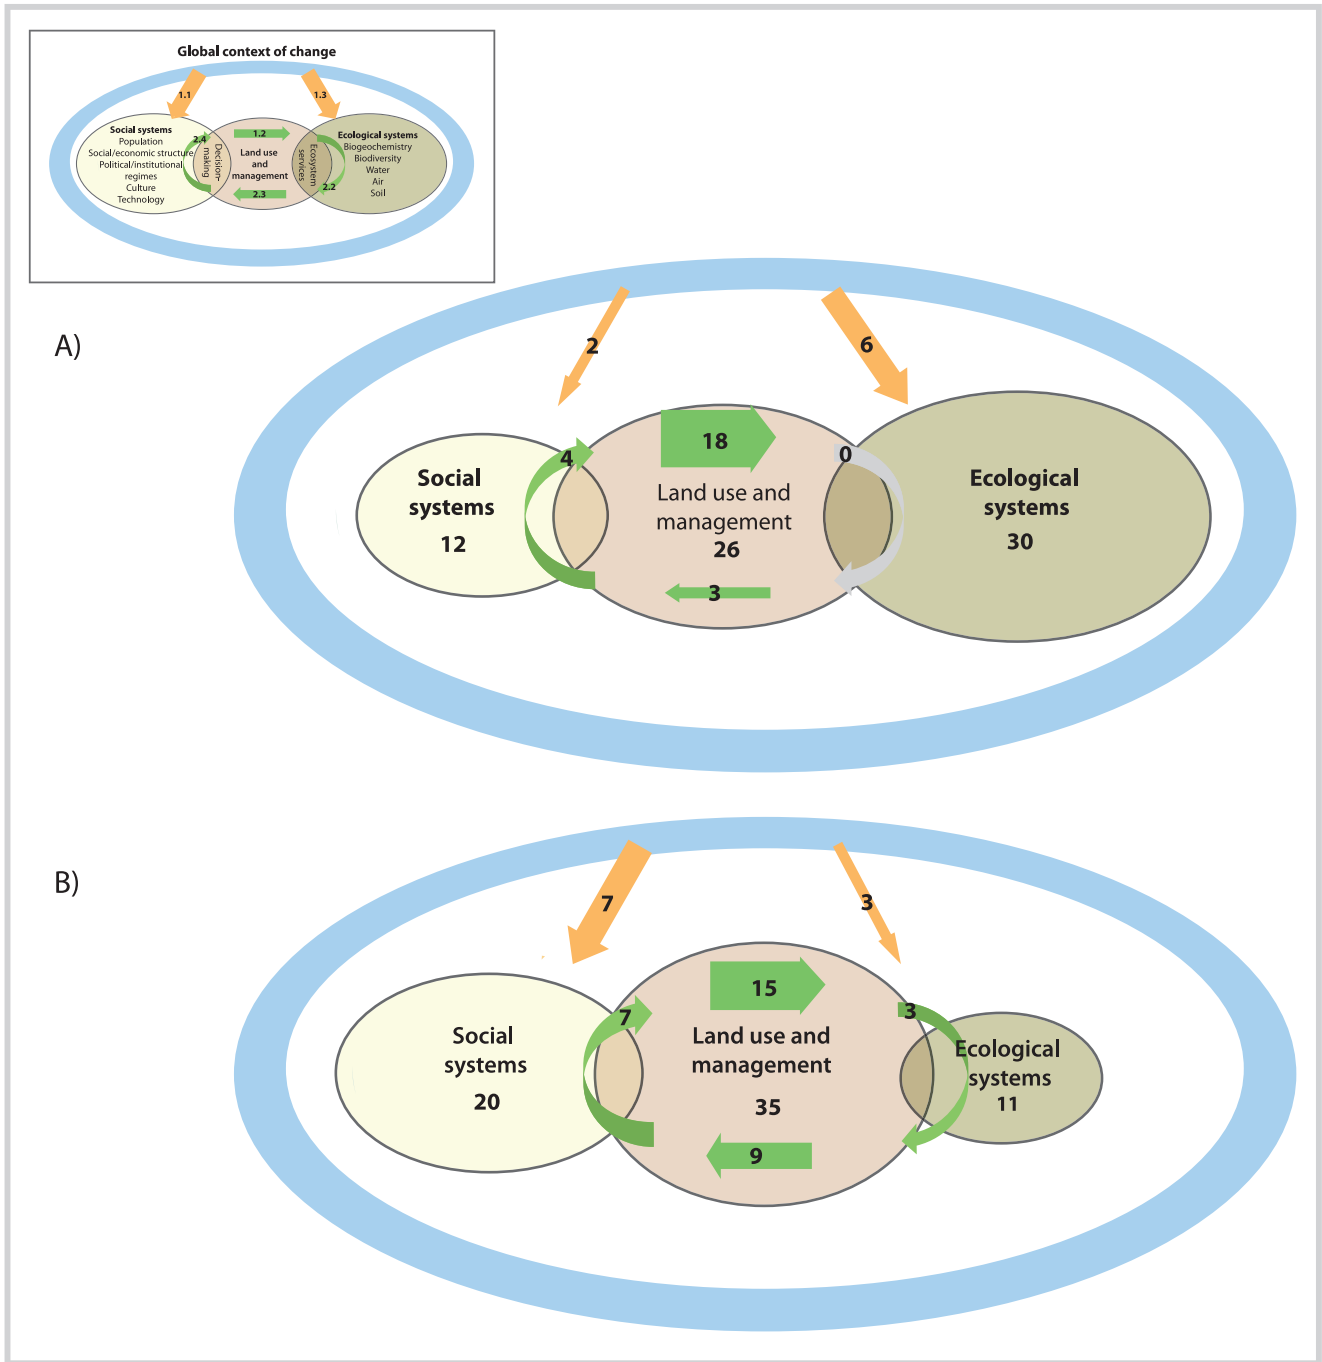 Global context of change
1.1
1.3
Social systems
Population
Social/economic structure
Political/institutional
regimes
Culture
Technology
2.4
Decision-
making
1.2
Land use
and
management
2.3
Ecosystem
services
2.2
Ecological systems
Biogeochemistry
Biodiversity
Water
Air
Soil
A)
2
6
Social
systems
12
4
18
Land use and
management
26
3
0
Ecological
systems
30
B)
7
3
Social
systems
20
7
15
Land use and
management
35
9
3
Ecological
systems
11